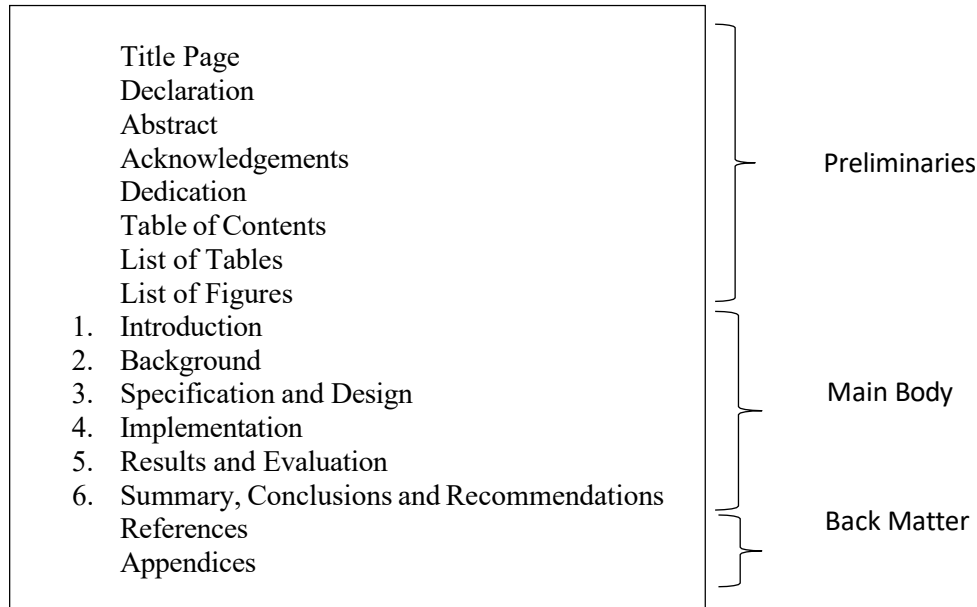 Title Page
Declaration
Abstract
Acknowledgements
Dedication
Table of Contents
List of Tables
List of Figures
1. Introduction
2. Background
3. Specification and Design
4. Implementation
5. Results and Evaluation
6. Summary, Conclusions and Recommendations
References
Appendices
Preliminaries
Main Body
Back Matter